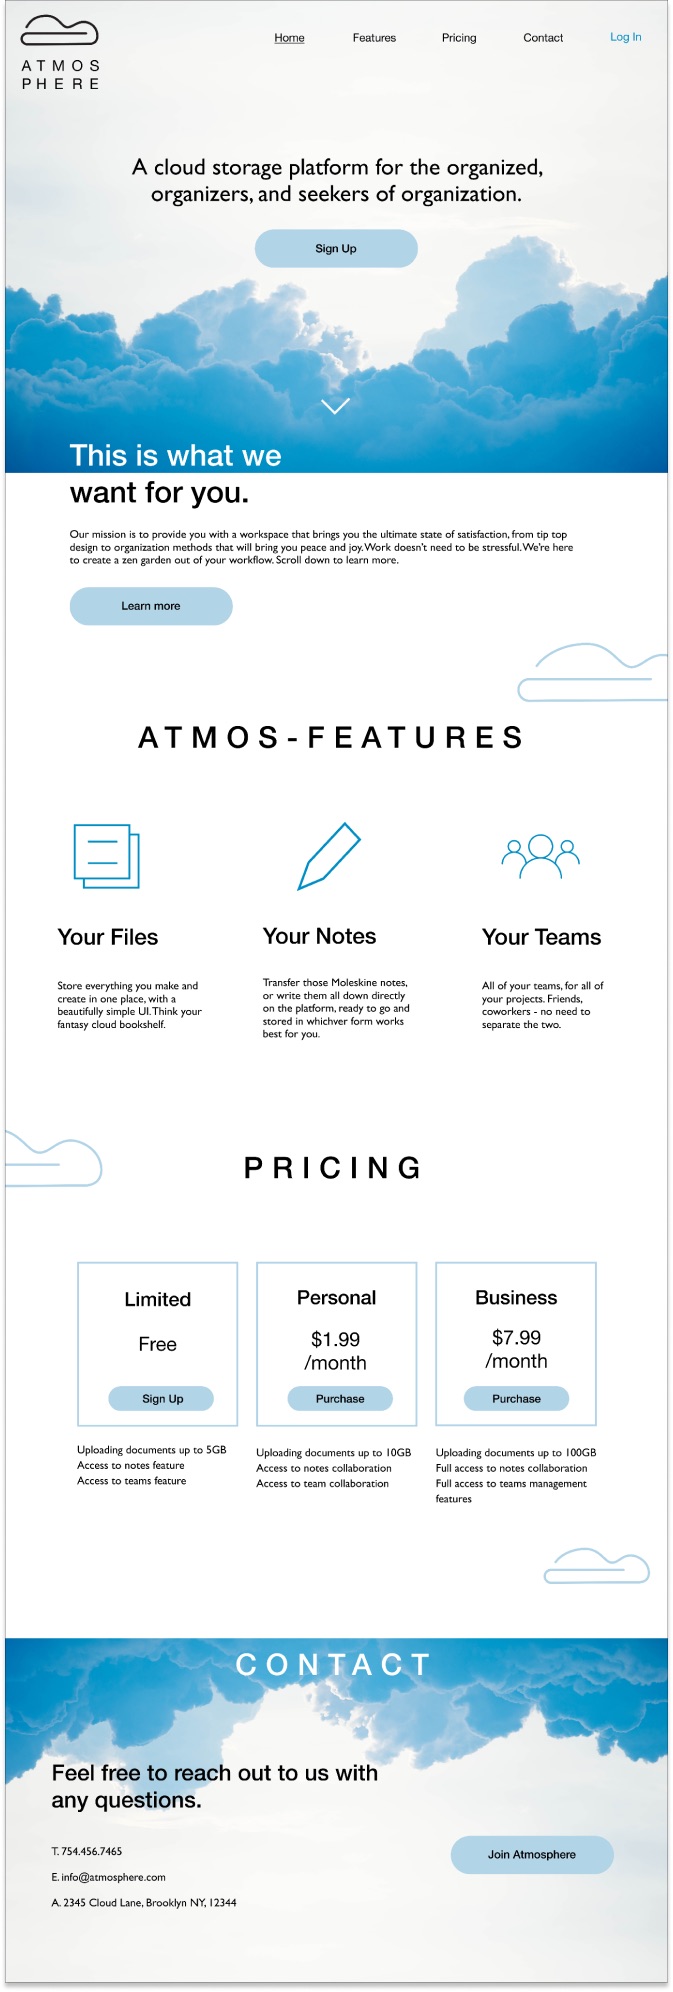 ATMOS
PHERE
Home
Features
Pricing
Contact
Log In
A cloud storage platform for the organized,
organizers, and seekers of organization.
Sign Up
This is what we
want for you.
Our mission is to provide you with a workspace that brings you the ultimate state of satisfaction, from tip top
design to organization methods that will bring you peace and joy. Work doesn't need to be stressful. We're here
to create a zen garden out of your workflow. Scroll down to learn more.
Learn more
ATMOS-FEATURES
Your Files
Store everything you make and
create in one place, with a
beautifully simple UI. Think your
fantasy cloud bookshelf.
Your Notes
Transfer those Moleskine notes,
or write them all down directly
on the platform, ready to go and
stored in whichver form works
best for you.
Your Teams
All of your teams, for all of
your projects. Friends,
coworkers - no need to
separate the two.
PRICING
Limited
Free
Sign Up
Uploading documents up to 5GB
Access to notes feature
Access to teams feature
Personal
$1.99
/month
Purchase
Uploading documents up to 10GB
Access to notes collaboration
Access to team collaboration
Business
$7.99
/month
Purchase
Uploading documents up to 100GB
Full access to notes collaboration
Full access to teams management
features
CONTACT
Feel free to reach out to us with
any questions.
T. 754.456.7465
E. info@atmosphere.com
A. 2345 Cloud Lane, Brooklyn NY, 12344
Join Atmosphere